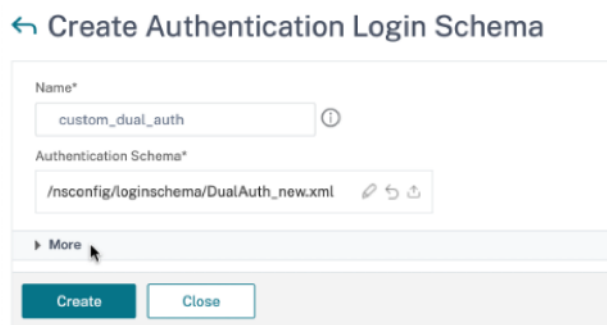 Create Authentication Login Schema
Name*
custom_dual_auth
Authentication Schema*
/nsconfig/loginschema/DualAuth_new.xml
More
Create Close